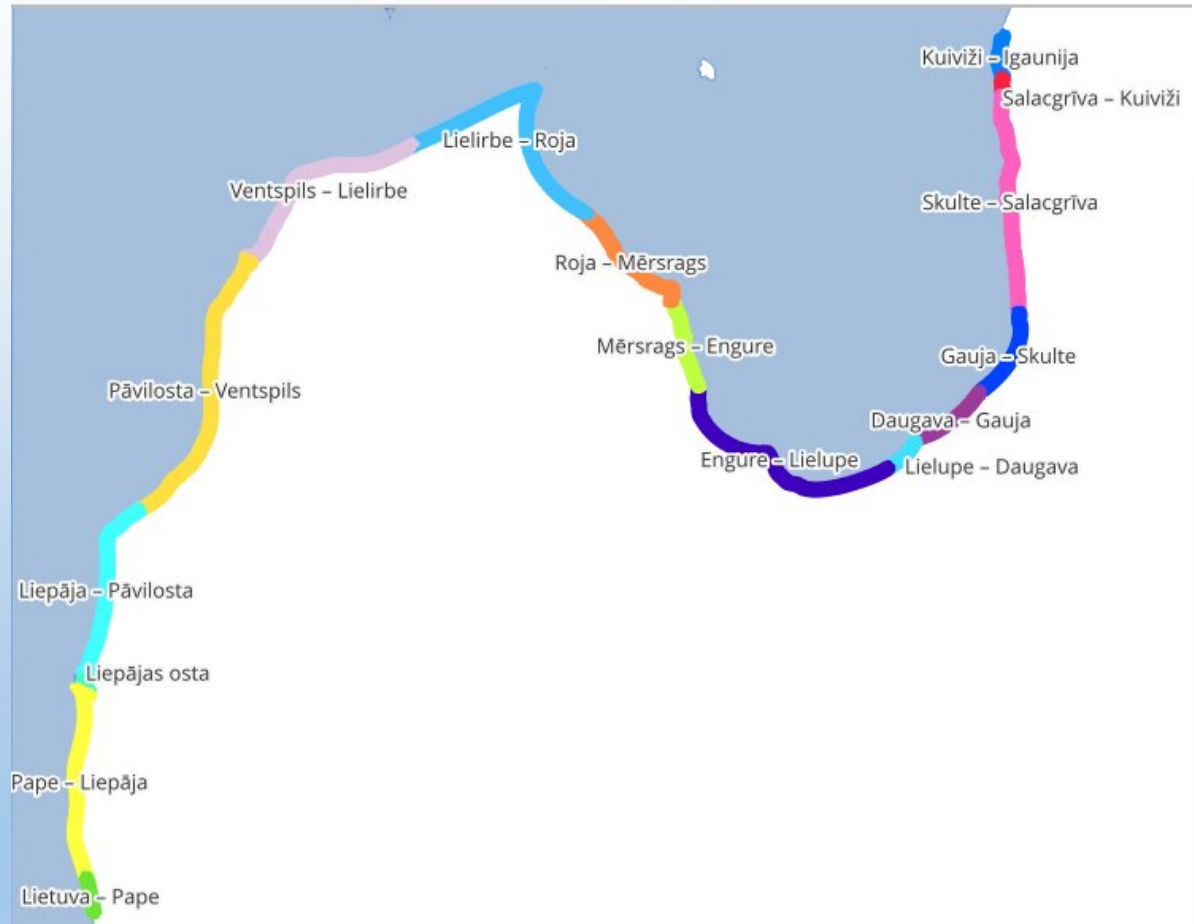 Kuiviži – Igaunija
Salacgrīva – Kuiviži
Lielirbe – Roja
Ventspils – Lielirbe
Skulte – Salacgrīva
Roja – Mērsrags
Mērsrags – Engure
Gauja – Skulte
Pāvilosta – Ventspils
Daugava – Gauja
Engure – Lielupe
Lielupe – Daugava
Liepāja – Pāvilosta
Liepājas osta
Pape – Liepāja
Lietuva – Pape